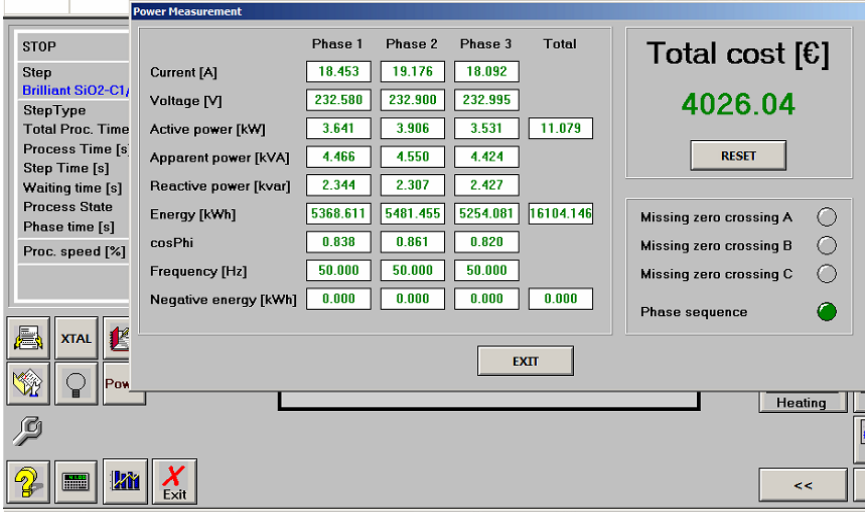 Power Measurement
STOP
Step
Brilliant SiO2-C1/
StepType
Total Proc. Time
Process Time [s]
Step Time [s]
Waiting time [s]
Process State
Phase time [s]
Proc. speed [%]
Phase 1 Phase 2 Phase 3 Total
Current [A] 18.453 19.176 18.092
Voltage [V] 232.580 232.900 232.995
Active power [kW] 3.641 3.906 3.531 11.079
Apparent power [kVA] 4.466 4.550 4.424
Reactive power [kvar] 2.344 2.307 2.427
Energy [kWh] 5368.611 5481.455 5254.081 16104.146
cosPhi 0.838 0.861 0.820
Frequency [Hz] 50.000 50.000 50.000
Negative energy [kWh] 0.000 0.000 0.000 0.000
Total cost [€]
4026.04
RESET
Missing zero crossing A
Missing zero crossing B
Missing zero crossing C
Phase sequence
EXIT
XTAL
Pow
Heating
Exit
<<